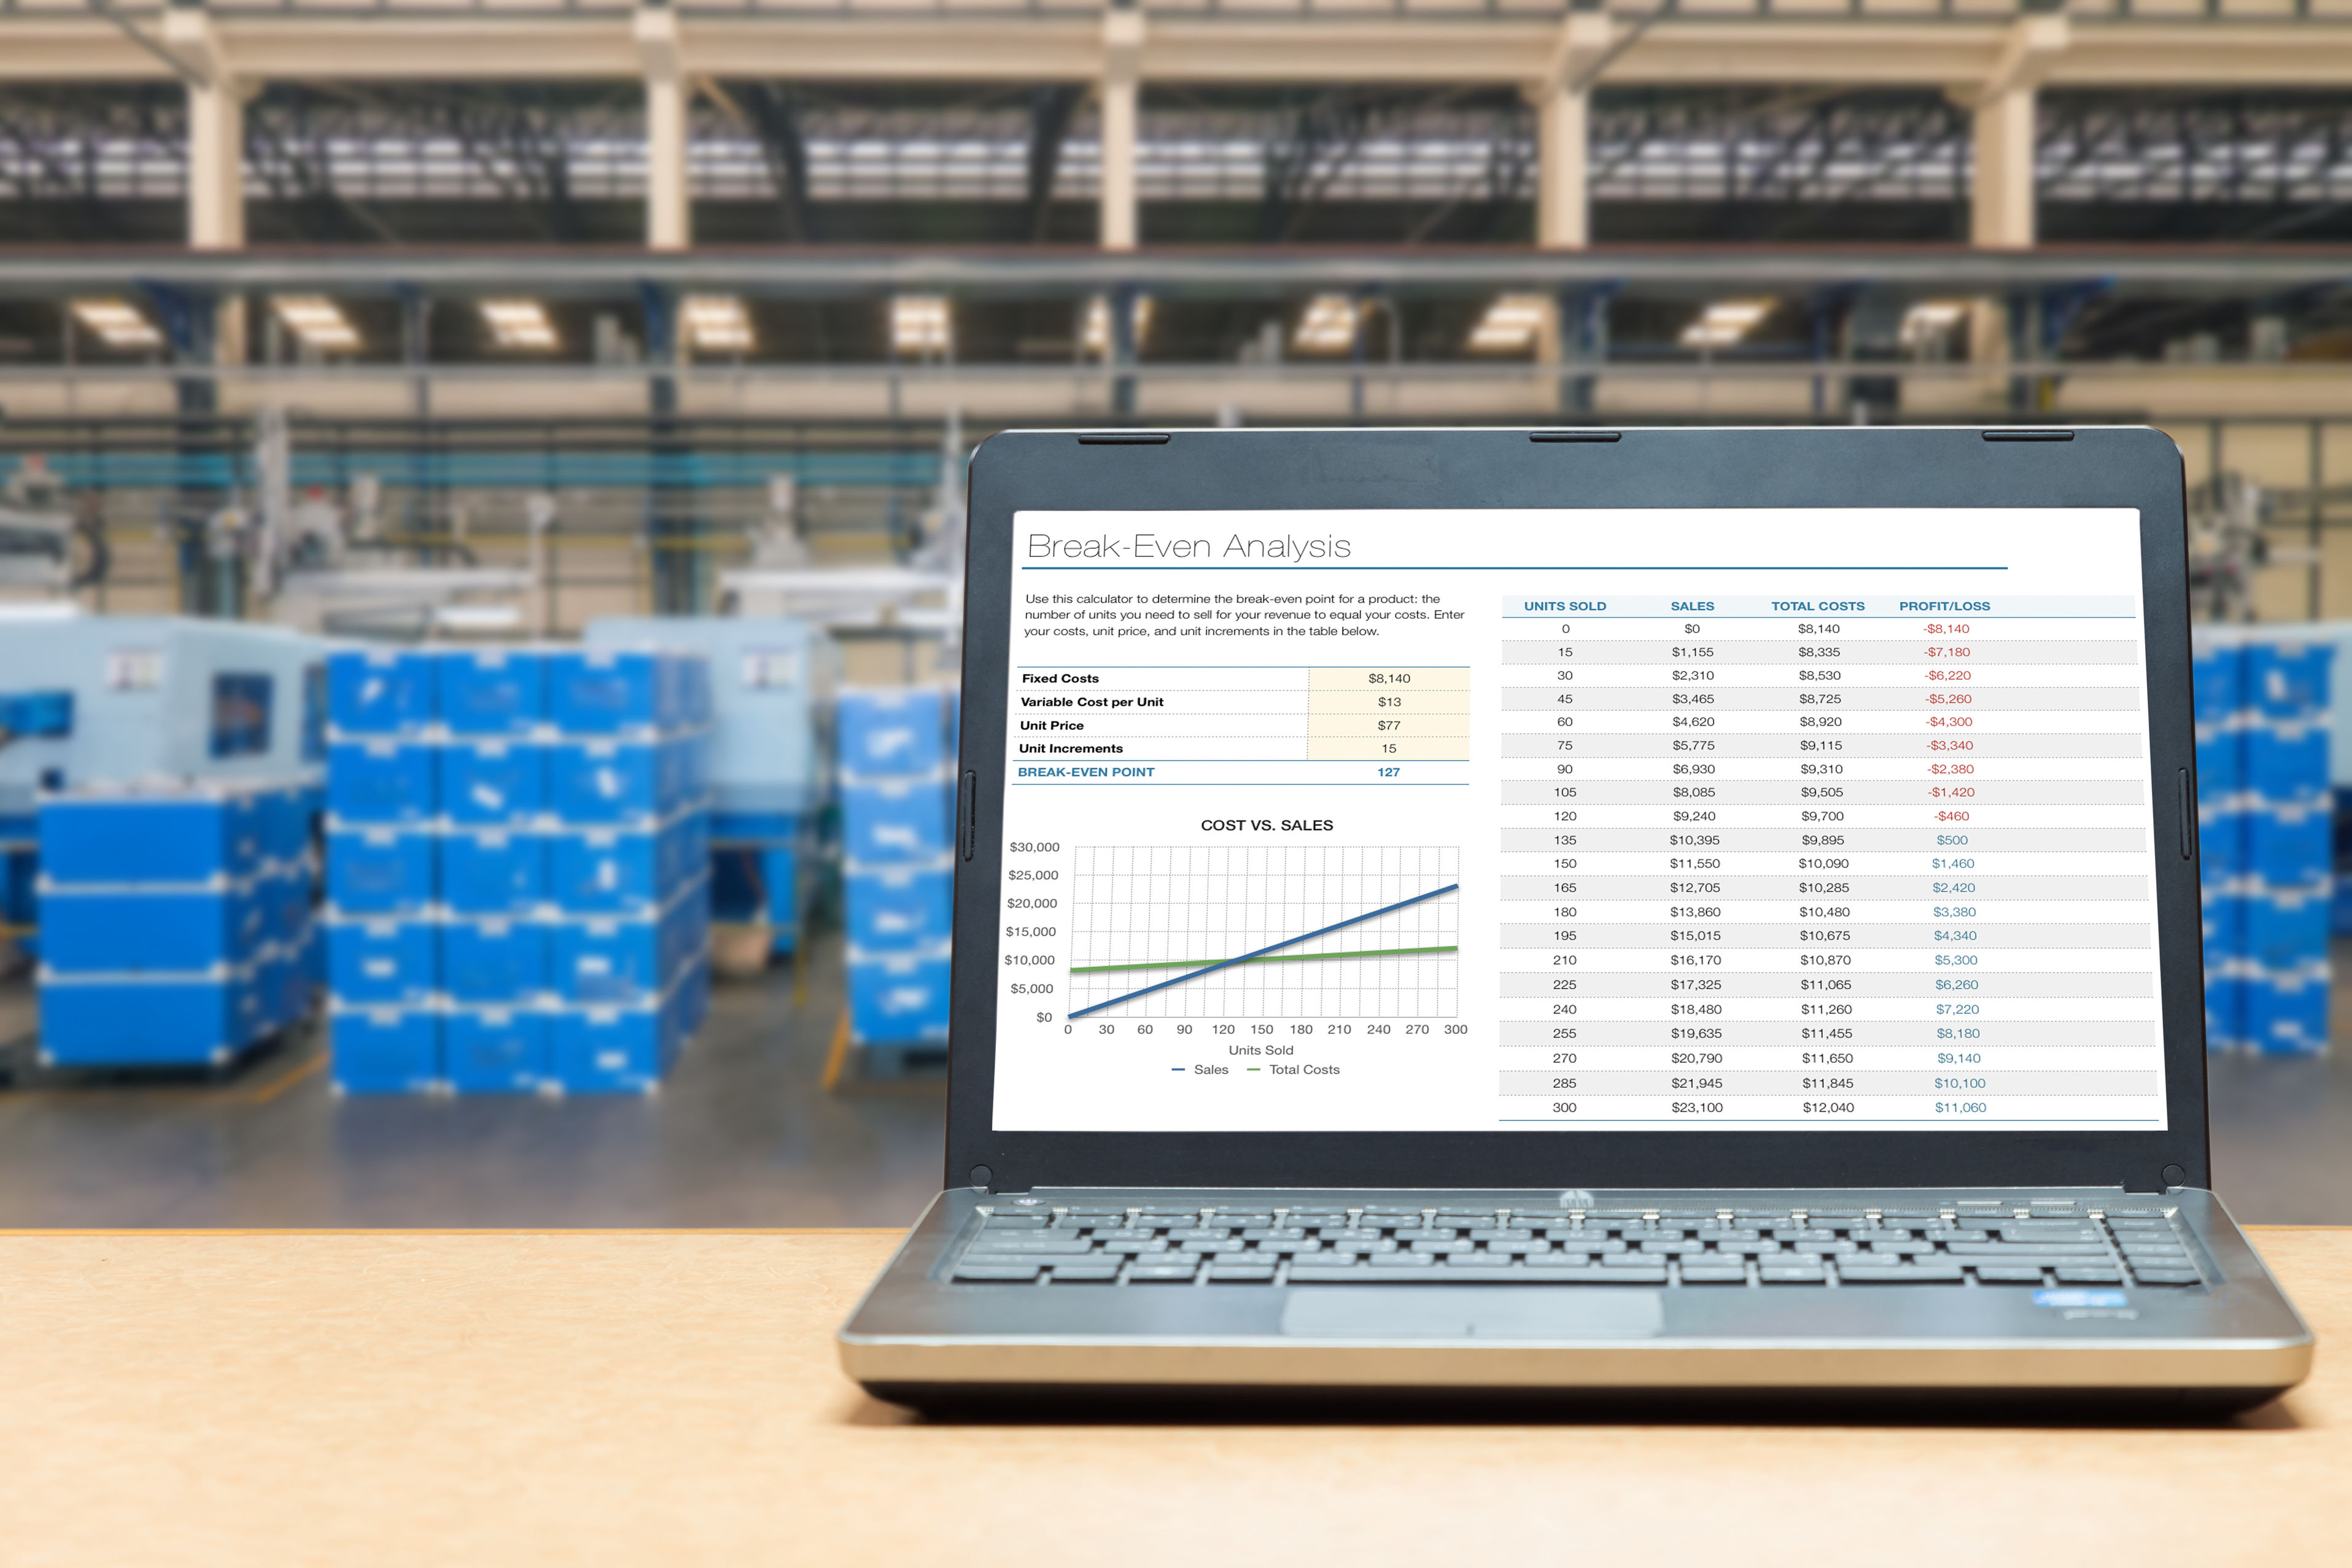 Break-Even Analysis
Use this calculator to determine the break-even point for a product: the
number of units you need to sell for your revenue to equal your costs. Enter
your costs, unit price, and unit increments in the table below.
Fixed Costs $8,140
Variable Cost per Unit $13
Unit Price $77
Unit Increments 15
BREAK-EVEN POINT 127
COST VS. SALES
$30,000
$25,000
$20,000
$15,000
$10,000
$5,000
$0
0 30 60 90 120 150 180 210 240 270 300
Units Sold
Sales Total Costs
UNITS SOLD SALES TOTAL COSTS PROFIT/LOSS
0 $0 $8,140 -$8,140
15 $1,155 $8,335 -$7,180
30 $2,310 $8,530 -$6,220
45 $3,465 $8,725 -$5,260
60 $4,620 $8,920 -$4,300
75 $5,775 $9,115 -$3,340
90 $6,930 $9,310 -$2,380
105 $8,085 $9,505 -$1,420
120 $9,240 $9,700 -$460
135 $10,395 $9,895 $500
150 $11,550 $10,090 $1,460
165 $12,705 $10,285 $2,420
180 $13,860 $10,480 $3,380
195 $15,015 $10,675 $4,340
210 $16,170 $10,870 $5,300
225 $17,325 $11,065 $6,260
240 $18,480 $11,260 $7,220
255 $19,635 $11,455 $8,180
270 $20,790 $11,650 $9,140
285 $21,945 $11,845 $10,100
300 $23,100 $12,040 $11,060